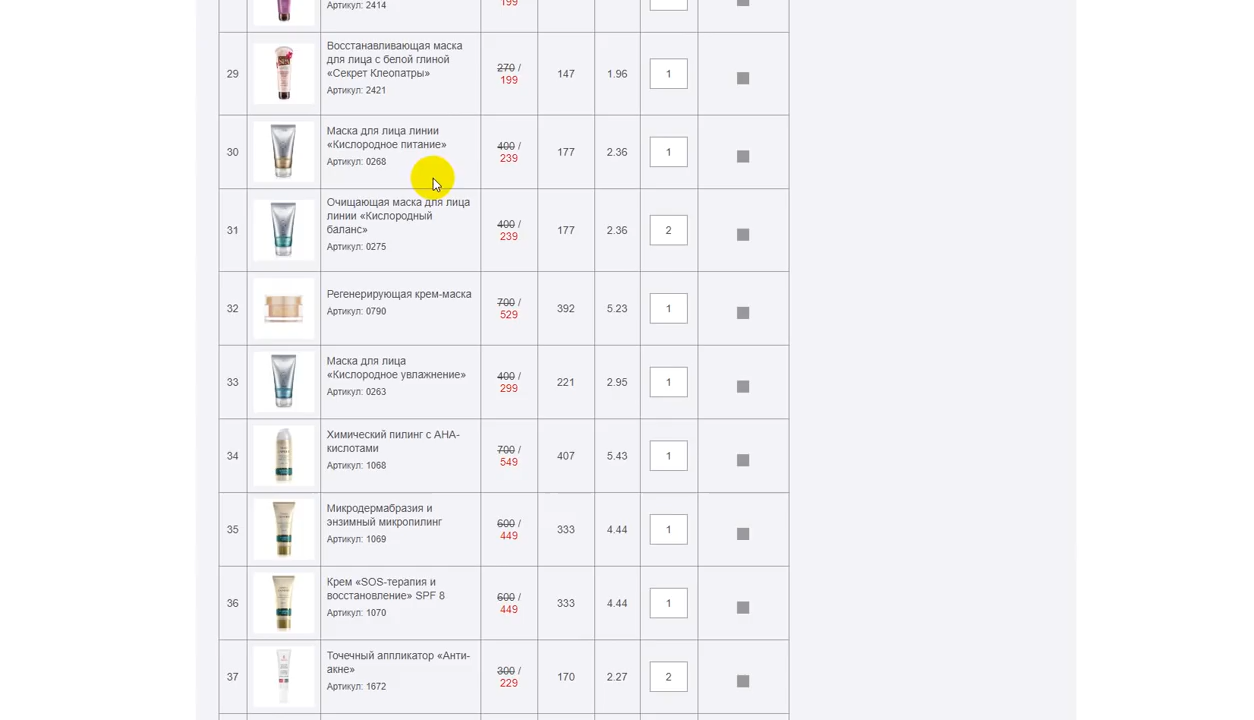 Артикул: 2414
199
29
Восстанавливающая маска
для лица с белой глиной
«Секрет Клеопатры»
Артикул: 2421
270 /
199
147
1.96
1
30
Маска для лица линии
«Кислородное питание»
Артикул: 0268
400 /
239
177
2.36
1
31
Очищающая маска для лица
линии «Кислородный
баланс»
Артикул: 0275
400 /
239
177
2.36
2
32
Регенерирующая крем-маска
Артикул: 0790
700 /
529
392
5.23
1
33
Маска для лица
«Кислородное увлажнение»
Артикул: 0263
400 /
299
221
2.95
1
34
Химический пилинг с АНА-
кислотами
Артикул: 1068
700 /
549
407
5.43
1
35
Микродермабразия и
энзимный микропилинг
Артикул: 1069
600 /
449
333
4.44
1
36
Крем «SOS-терапия и
восстановление» SPF 8
Артикул: 1070
600 /
449
333
4.44
1
37
Точечный аппликатор «Анти-
акне»
Артикул: 1672
300 /
229
170
2.27
2